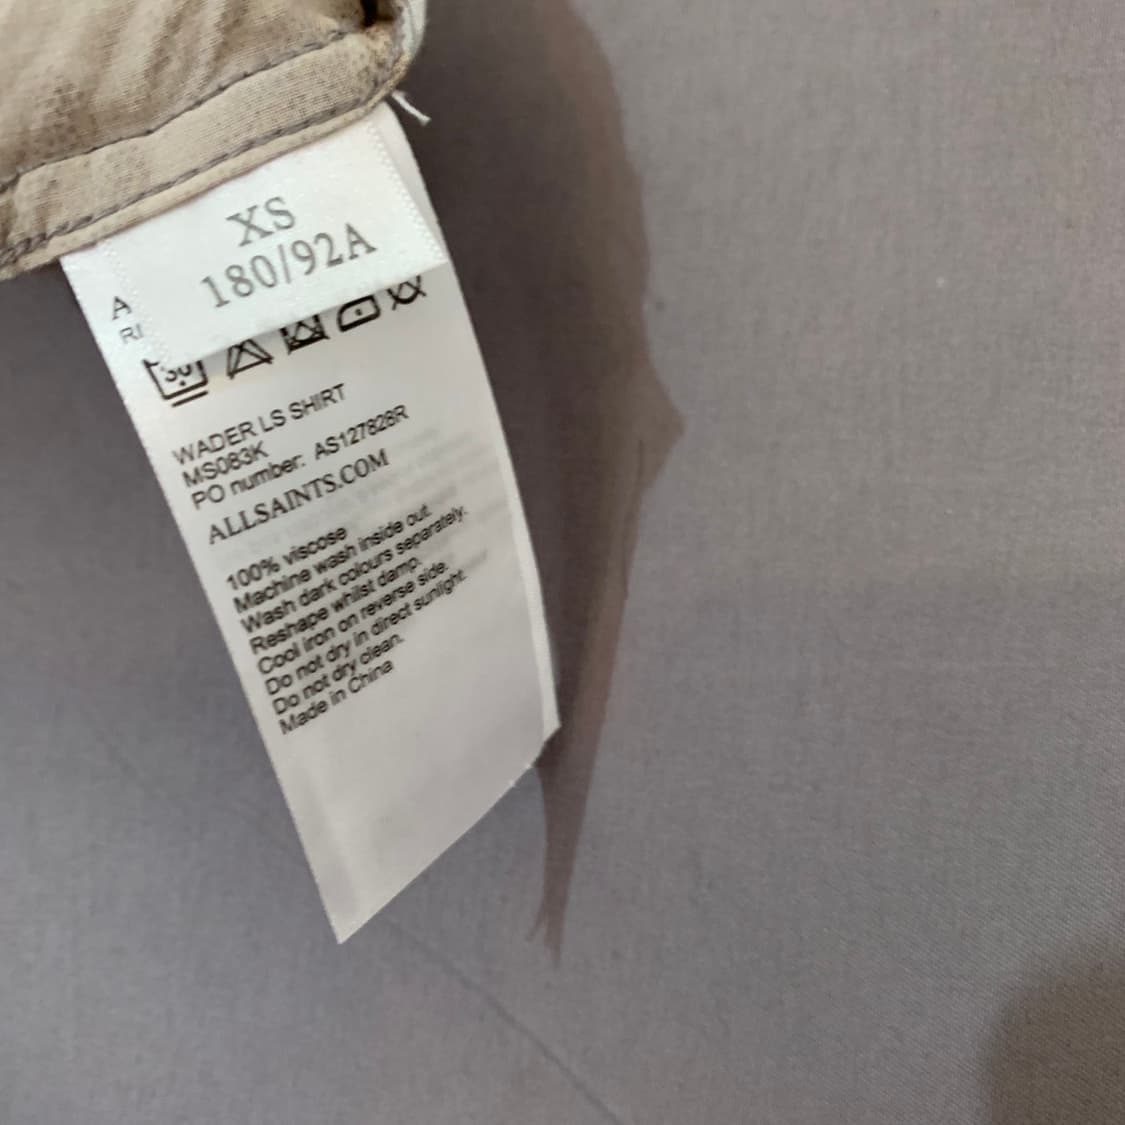 XS
180/92A
A
RI
30
WADER LS SHIRT
MS083K
PO number: AS127828R
ALLSAINTS.COM
100% viscose
Machine wash inside out.
Wash dark colours separately.
Reshape whilst damp.
Cool iron on reverse side.
Do not dry in direct sunlight.
Do not dry clean.
Made in China